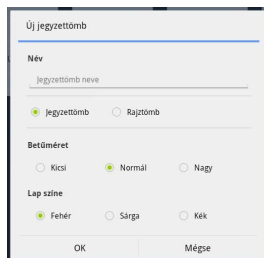 Új jegyzettömb
Név
Jegyzettömb neve
Jegyzettömb Rajztömb
Betűméret
Kicsi Normál Nagy
Lap színe
Fehér Sárga Kék
OK Mégse